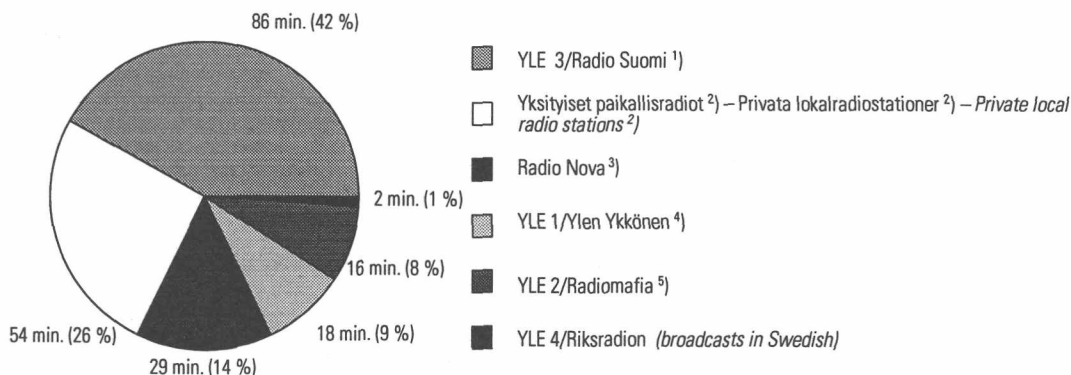 86 min. (42 %)
2 min. (1 %)
16 min. (8 %)
18 min. (9 %)
29 min. (14 %)
54 min. (26 %)
YLE 3/Radio Suomi ¹)
Yksityiset paikallisradiot ²) – Privata lokalradiostationer ²) – Private local
radio stations ²)
Radio Nova ³)
YLE 1/Ylen Ykkönen ⁴)
YLE 2/Radiomafia ⁵)
YLE 4/Riksradion (broadcasts in Swedish)